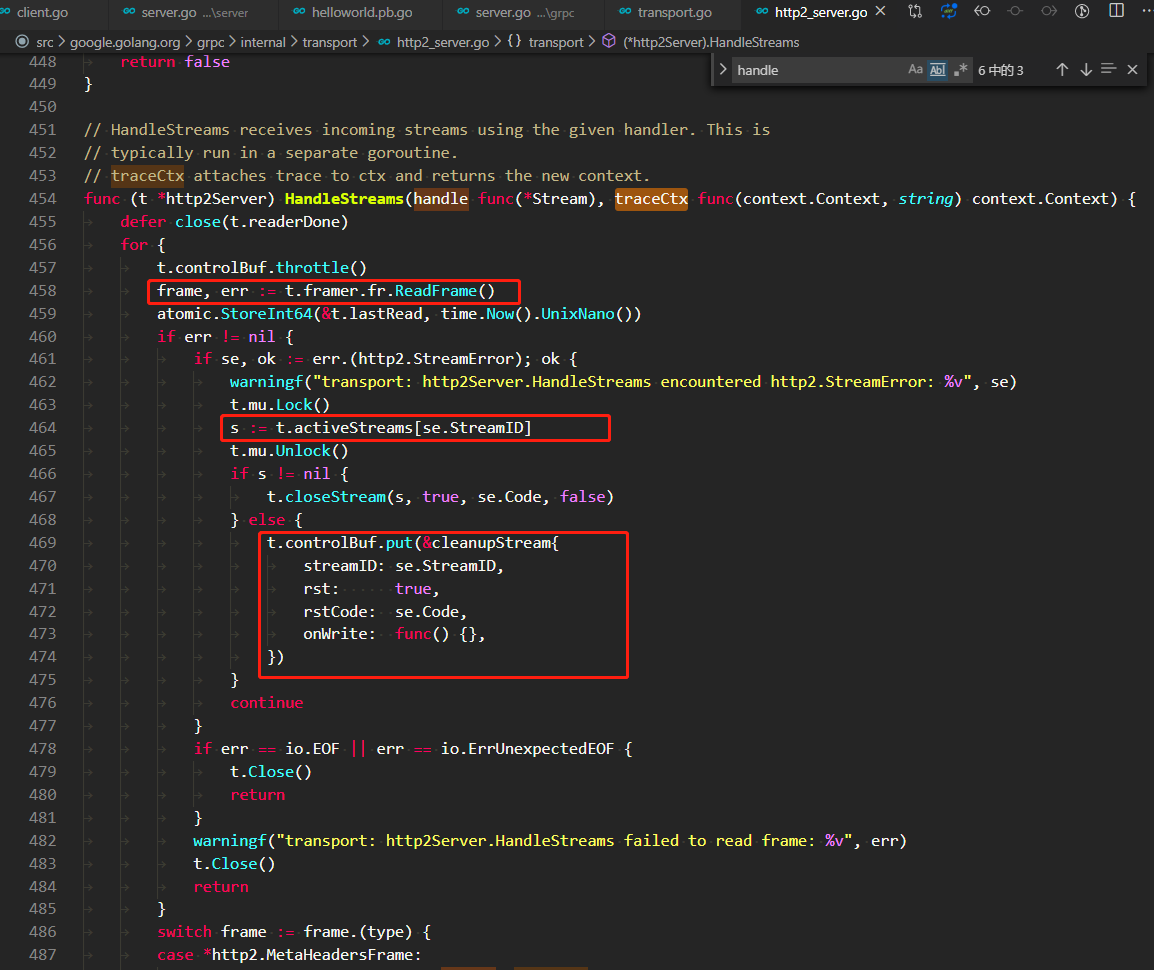 client.go server.go ...\server helloworld.pb.go server.go ...\grpc transport.go http2_server.go
src > google.golang.org > grpc > internal > transport > http2_server.go > {} transport > (*http2Server).HandleStreams
handle Aa Ab .* 6 中的 3
448 return false
449 }
450
451 // HandleStreams receives incoming streams using the given handler. This is
452 // typically run in a separate goroutine.
453 // traceCtx attaches trace to ctx and returns the new context.
454 func (t *http2Server) HandleStreams(handle func(*Stream), traceCtx func(context.Context, string) context.Context) {
455 defer close(t.readerDone)
456 for {
457 t.controlBuf.throttle()
458 frame, err := t.framer.fr.ReadFrame()
459 atomic.StoreInt64(&t.lastRead, time.Now().UnixNano())
460 if err != nil {
461 if se, ok := err.(http2.StreamError); ok {
462 warningf("transport: http2Server.HandleStreams encountered http2.StreamError: %v", se)
463 t.mu.Lock()
464 s := t.activeStreams[se.StreamID]
465 t.mu.Unlock()
466 if s != nil {
467 t.closeStream(s, true, se.Code, false)
468 } else {
469 t.controlBuf.put(&cleanupStream{
470 streamID: se.StreamID,
471 rst: true,
472 rstCode: se.Code,
473 onWrite: func() {},
474 })
475 }
476 continue
477 }
478 if err == io.EOF || err == io.ErrUnexpectedEOF {
479 t.Close()
480 return
481 }
482 warningf("transport: http2Server.HandleStreams failed to read frame: %v", err)
483 t.Close()
484 return
485 }
486 switch frame := frame.(type) {
487 case *http2.MetaHeadersFrame: